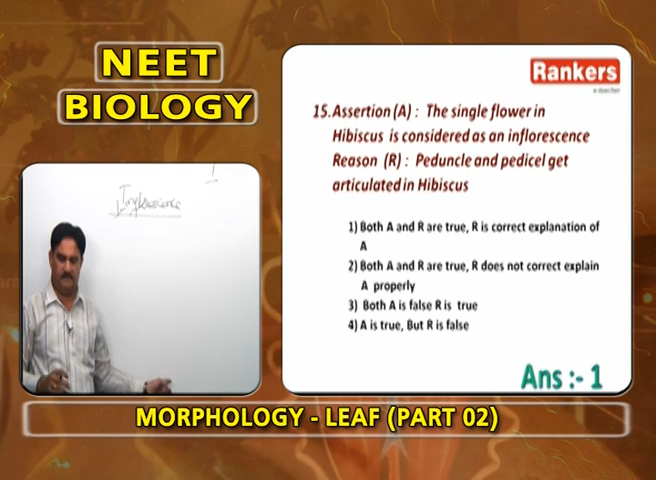 NEET
BIOLOGY
Rankers
e-teacher
15.Assertion (A) : The single flower in
Hibiscus is considered as an inflorescence
Reason (R) : Peduncle and pedicel get
articulated in Hibiscus
1) Both A and R are true, R is correct explanation of
A
2) Both A and R are true, R does not correct explain
A properly
3) Both A is false R is true
4) A is true, But R is false
Ans :- 1
Inflorescence
MORPHOLOGY - LEAF (PART 02)